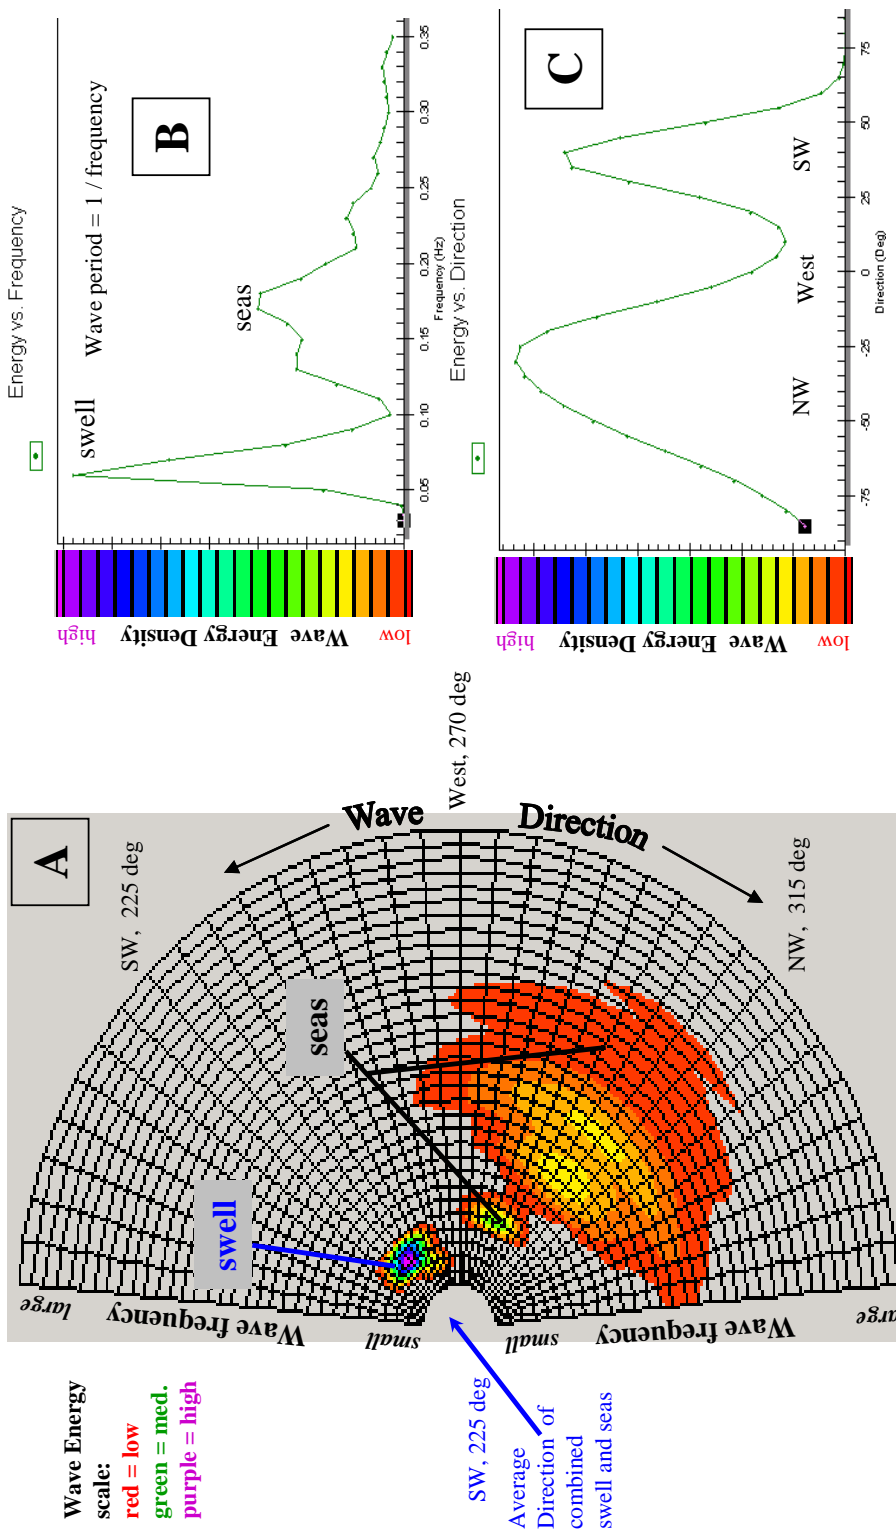 A
SW, 225 deg
Wave
West, 270 deg
Direction
NW, 315 deg
seas
swell
large
Wave frequency
small
small
Wave frequency
large
Wave Energy
scale:
red = low
green = med.
purple = high
SW, 225 deg
Average
Direction of
combined
swell and seas
Energy vs. Frequency
B
Wave period = 1 / frequency
swell
seas
high
Wave Energy Density
low
0.05
0.10
0.15
0.20
0.25
0.30
0.35
Frequency (Hz)
Energy vs. Direction
C
high
Wave Energy Density
low
NW
West
SW
-75
-50
-25
0
25
50
75
Direction (Deg)